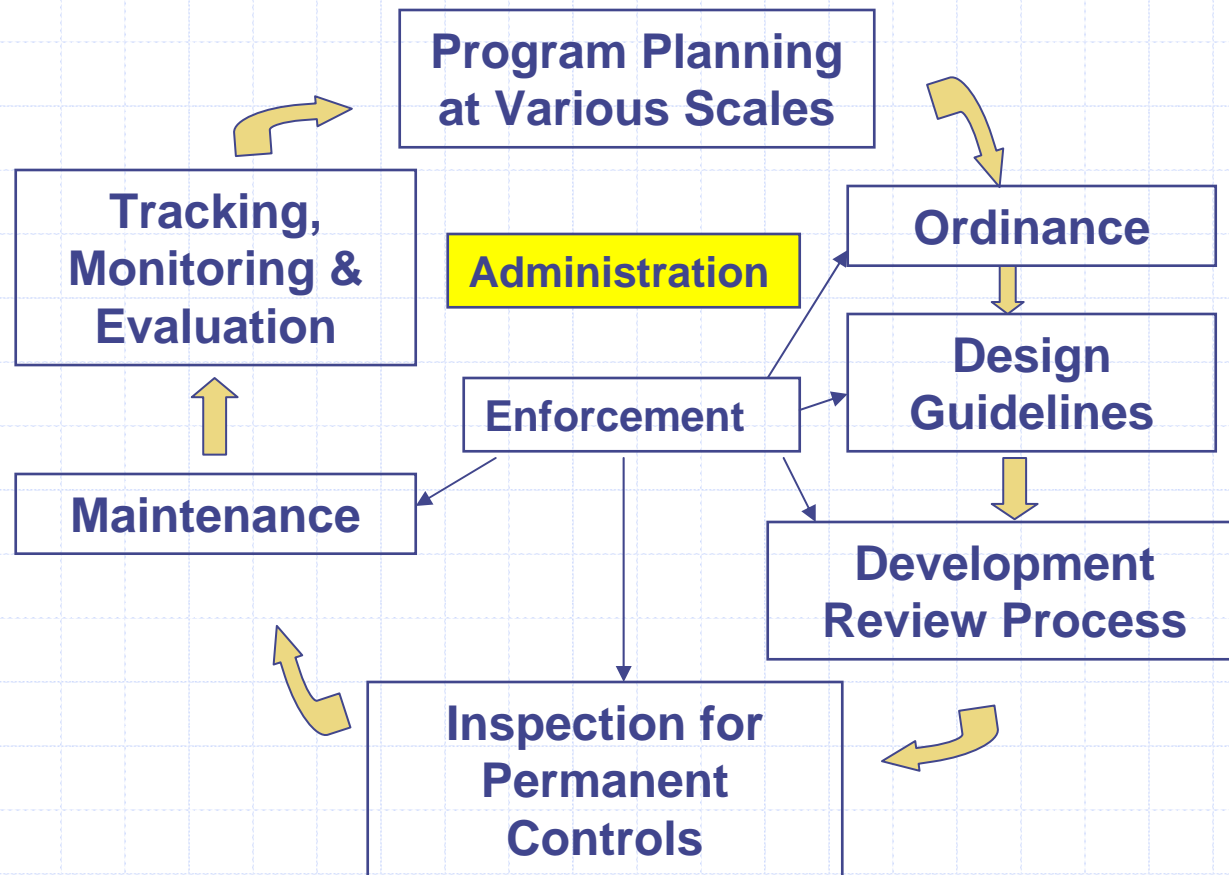 Program Planning
at Various Scales
Tracking,
Monitoring &
Evaluation
Administration
Ordinance
Enforcement
Design
Guidelines
Maintenance
Development
Review Process
Inspection for
Permanent
Controls